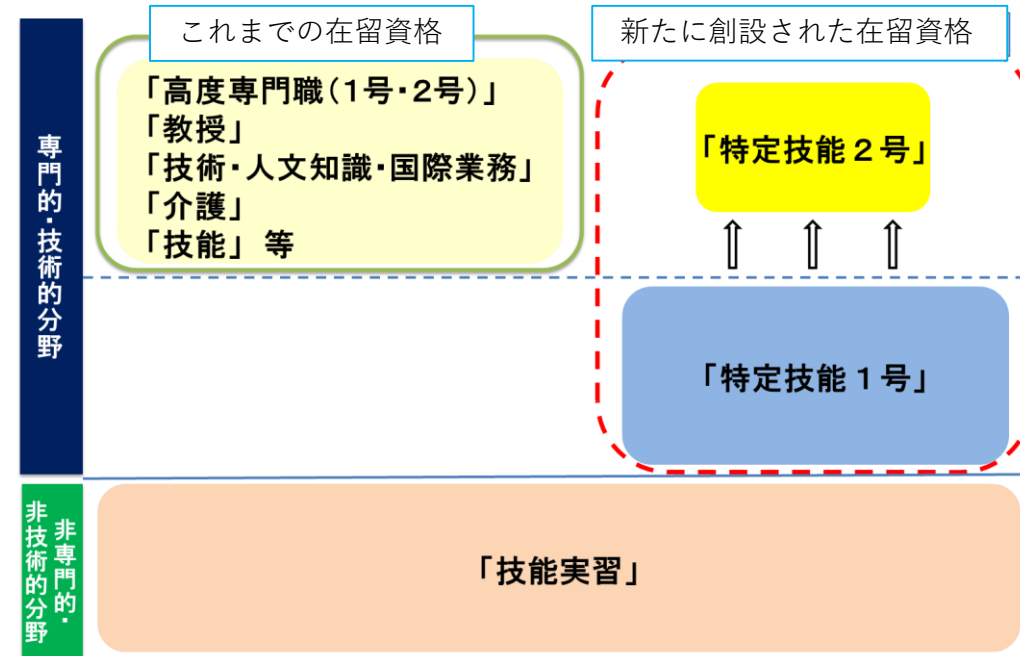 これまでの在留資格
新たに創設された在留資格
専門的・技術的分野
「高度専門職(1号・2号)」
「教授」
「技術・人文知識・国際業務」
「介護」
「技能」 等
「特定技能２号」
⇧ ⇧ ⇧
「特定技能１号」
非専門的・
非技術的分野
「技能実習」